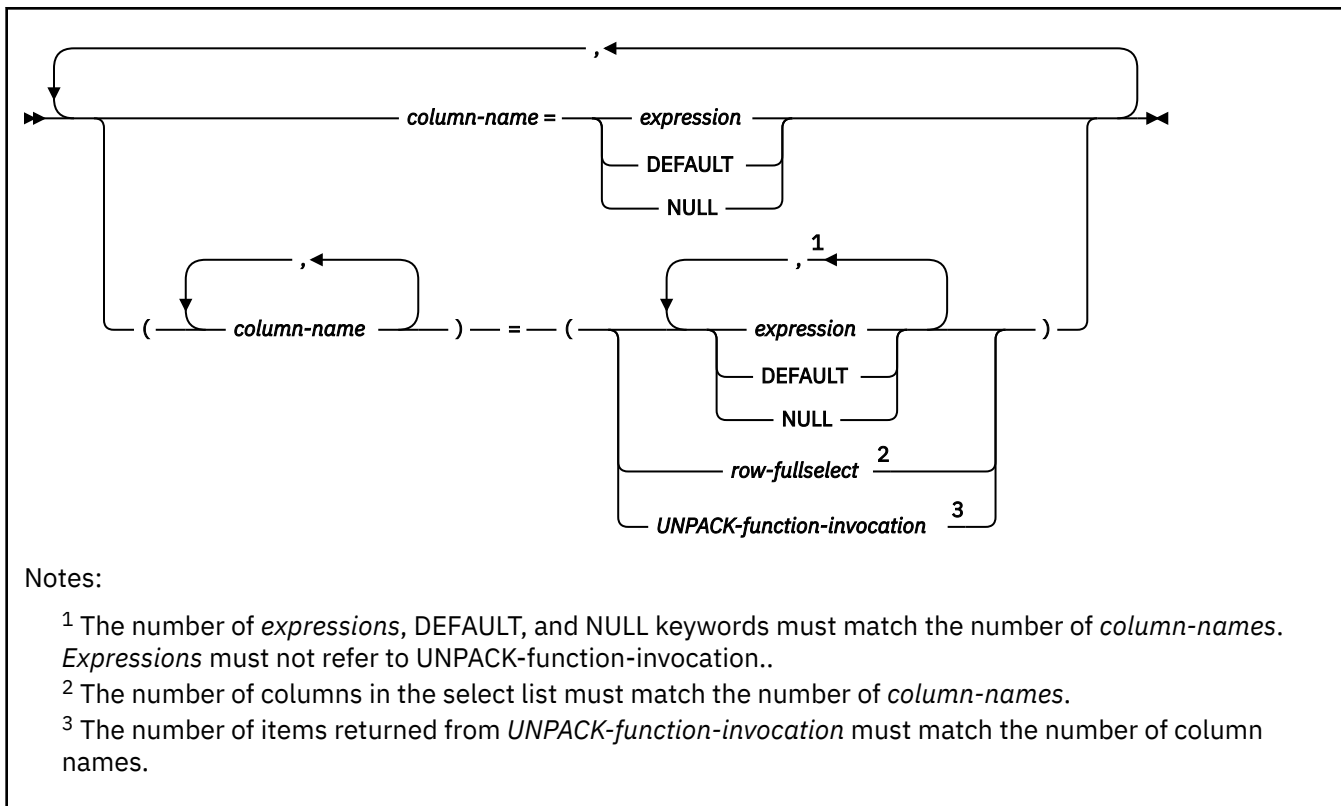 ,
column-name = expression
DEFAULT
NULL
, , 1
( column-name ) = ( expression )
DEFAULT
NULL
row-fullselect 2
UNPACK-function-invocation 3
Notes:
1 The number of expressions, DEFAULT, and NULL keywords must match the number of column-names.
Expressions must not refer to UNPACK-function-invocation..
2 The number of columns in the select list must match the number of column-names.
3 The number of items returned from UNPACK-function-invocation must match the number of column
names.